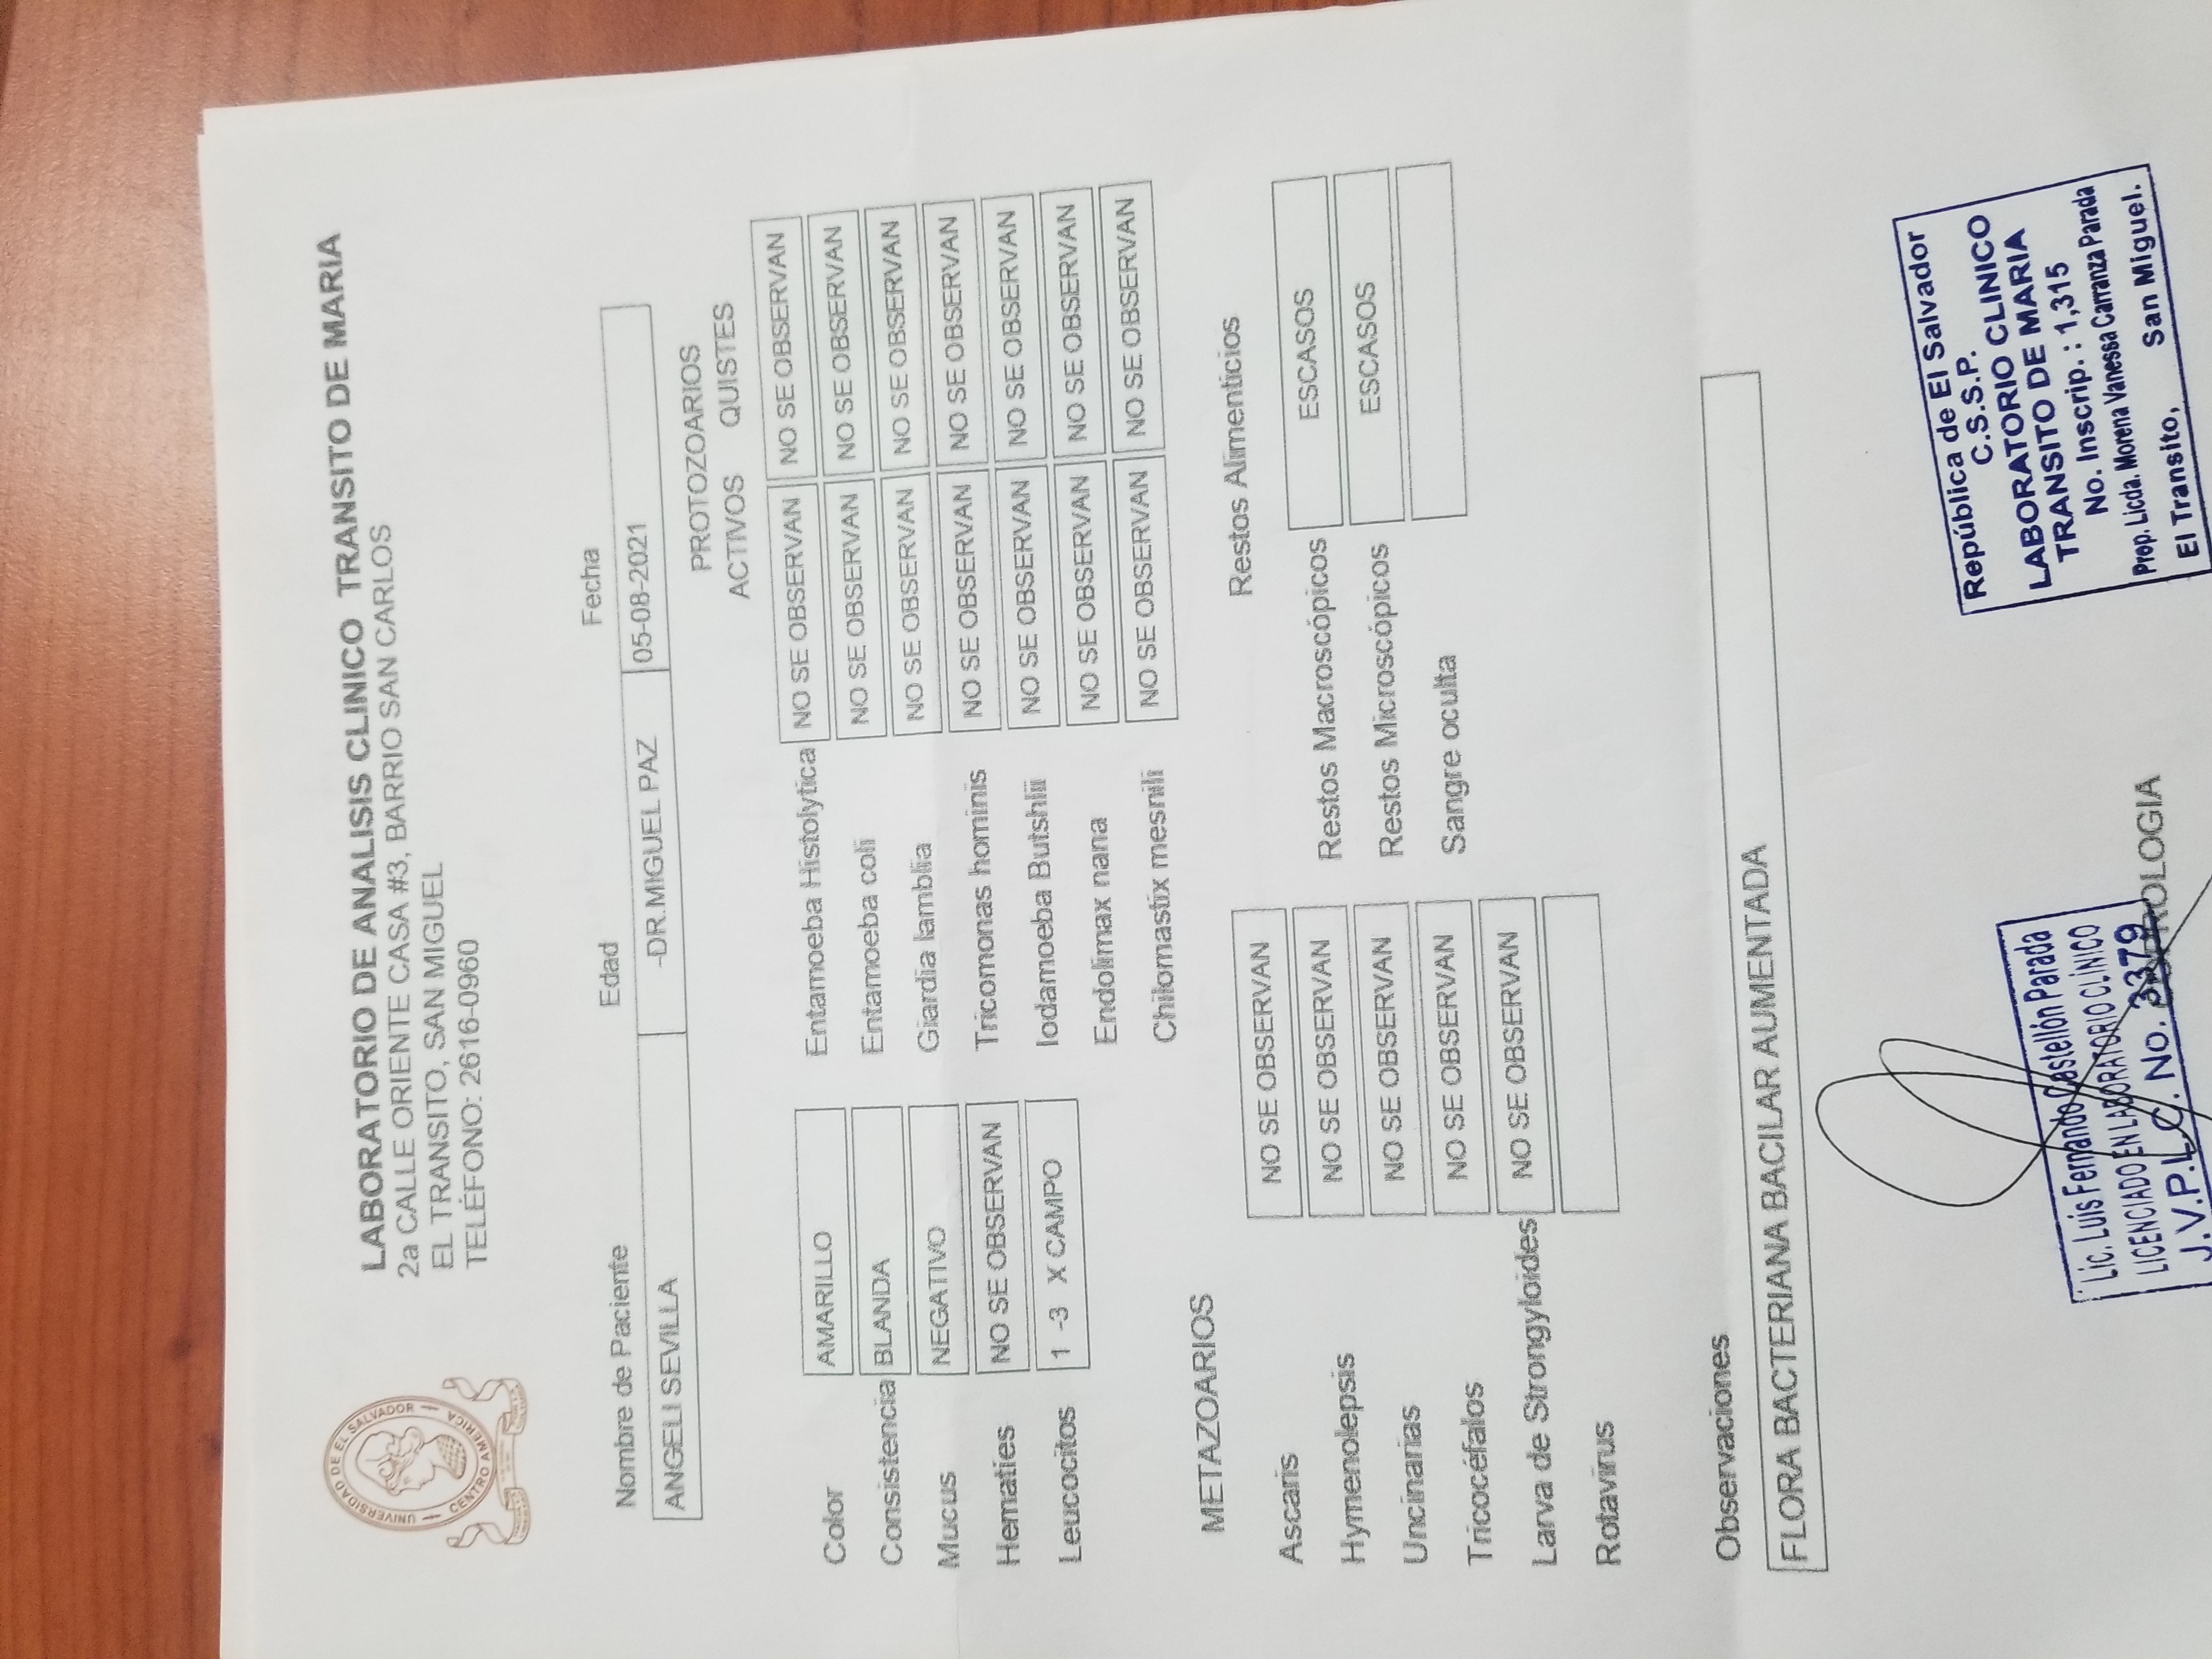 UNIVERSIDAD DE EL SALVADOR
CENTRO AMERICA
LABORATORIO DE ANALISIS CLINICO TRANSITO DE MARIA
2a CALLE ORIENTE CASA #3, BARRIO SAN CARLOS
EL TRANSITO, SAN MIGUEL
TELÉFONO: 2616-0960
Nombre de Paciente Edad Fecha
ANGELI SEVILLA -DR.MIGUEL PAZ 05-08-2021
PROTOZOARIOS
ACTIVOS QUISTES
Color AMARILLO Entamoeba Histolytica NO SE OBSERVAN NO SE OBSERVAN
Consistencia BLANDA Entamoeba coli NO SE OBSERVAN NO SE OBSERVAN
Mucus NEGATIVO Giardia lamblia NO SE OBSERVAN NO SE OBSERVAN
Hematies NO SE OBSERVAN Tricomonas hominis NO SE OBSERVAN NO SE OBSERVAN
Leucocitos 1 -3 X CAMPO Iodamoeba Butshlii NO SE OBSERVAN NO SE OBSERVAN
Endolimax nana NO SE OBSERVAN NO SE OBSERVAN
Chilomastix mesnili NO SE OBSERVAN NO SE OBSERVAN
METAZOARIOS Restos Alimenticios
Ascaris NO SE OBSERVAN Restos Macroscópicos ESCASOS
Hymenolepsis NO SE OBSERVAN Restos Microscópicos ESCASOS
Uncinarias NO SE OBSERVAN Sangre oculta
Tricocéfalos NO SE OBSERVAN
Larva de Strongyloides NO SE OBSERVAN
Rotavirus
Observaciones
FLORA BACTERIANA BACILAR AUMENTADA
Lic. Luis Fernando Castellón Parada
LICENCIADO EN LABORATORIO CLÍNICO
J.V.P.L.C. No. 3379
COPROLOGIA
República de El Salvador
C.S.S.P.
LABORATORIO CLINICO
TRANSITO DE MARIA
No. Inscrip. : 1,315
Prop. Licda. Morena Vanessa Carranza Parada
El Transito, San Miguel.